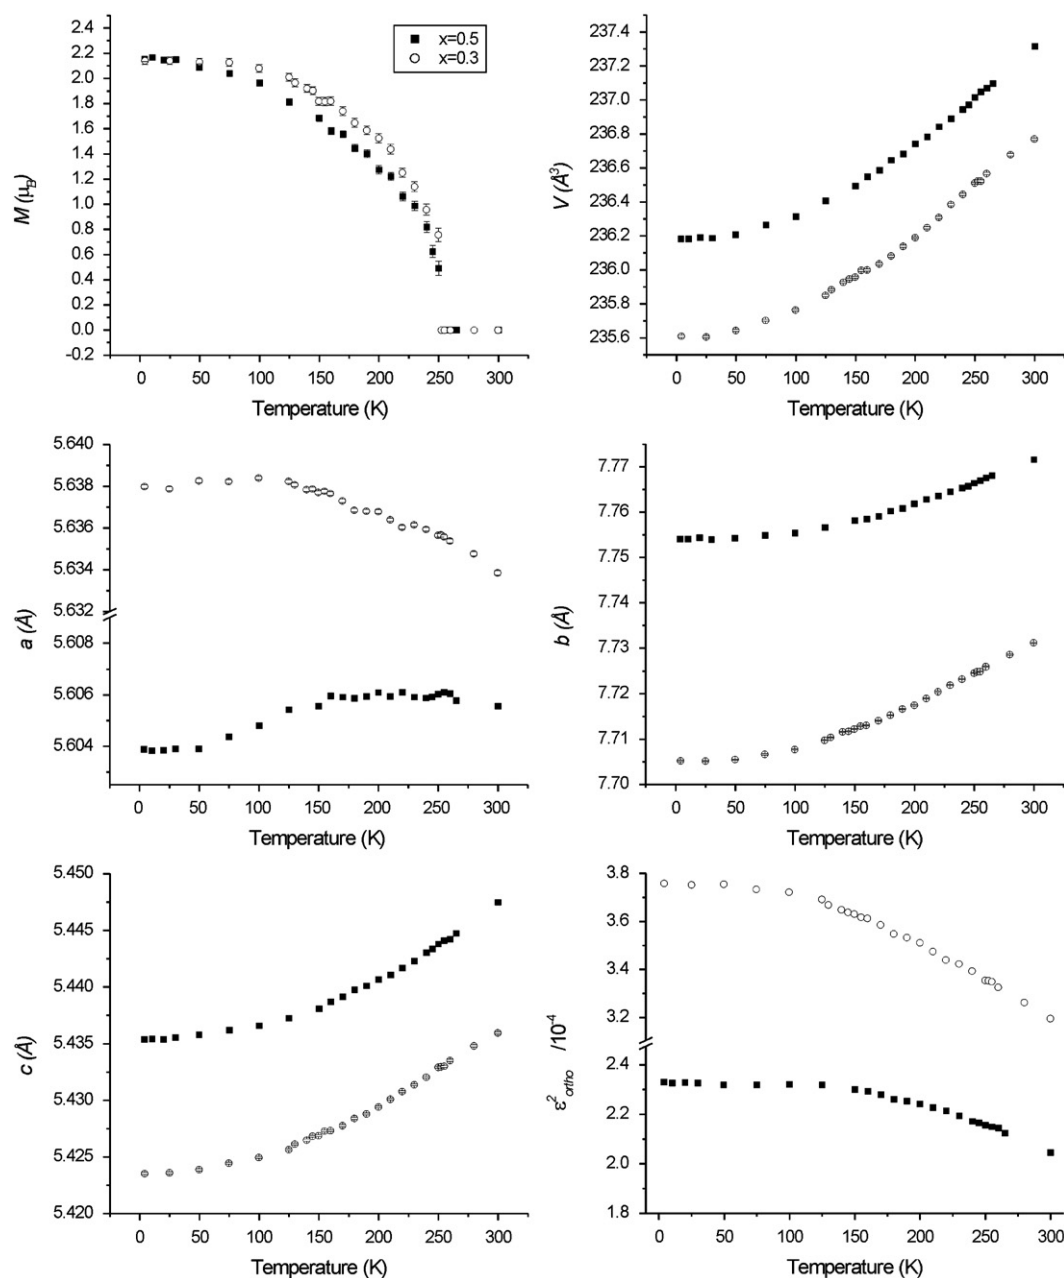 2.4
2.2
2.0
1.8
1.6
1.4
1.2
1.0
0.8
0.6
0.4
0.2
0.0
-0.2
M (μB)
x=0.5
x=0.3
0 50 100 150 200 250 300
Temperature (K)
237.4
237.2
237.0
236.8
236.6
236.4
236.2
236.0
235.8
235.6
V (Å³)
0 50 100 150 200 250 300
Temperature (K)
5.640
5.638
5.636
5.634
5.632
5.608
5.606
5.604
a (Å)
0 50 100 150 200 250 300
Temperature (K)
7.77
7.76
7.75
7.74
7.73
7.72
7.71
7.70
b (Å)
0 50 100 150 200 250 300
Temperature (K)
5.450
5.445
5.440
5.435
5.430
5.425
5.420
c (Å)
0 50 100 150 200 250 300
Temperature (K)
3.8
3.6
3.4
3.2
2.4
2.2
2.0
1.8
ε²ortho /10⁻⁴
0 50 100 150 200 250 300
Temperature (K)